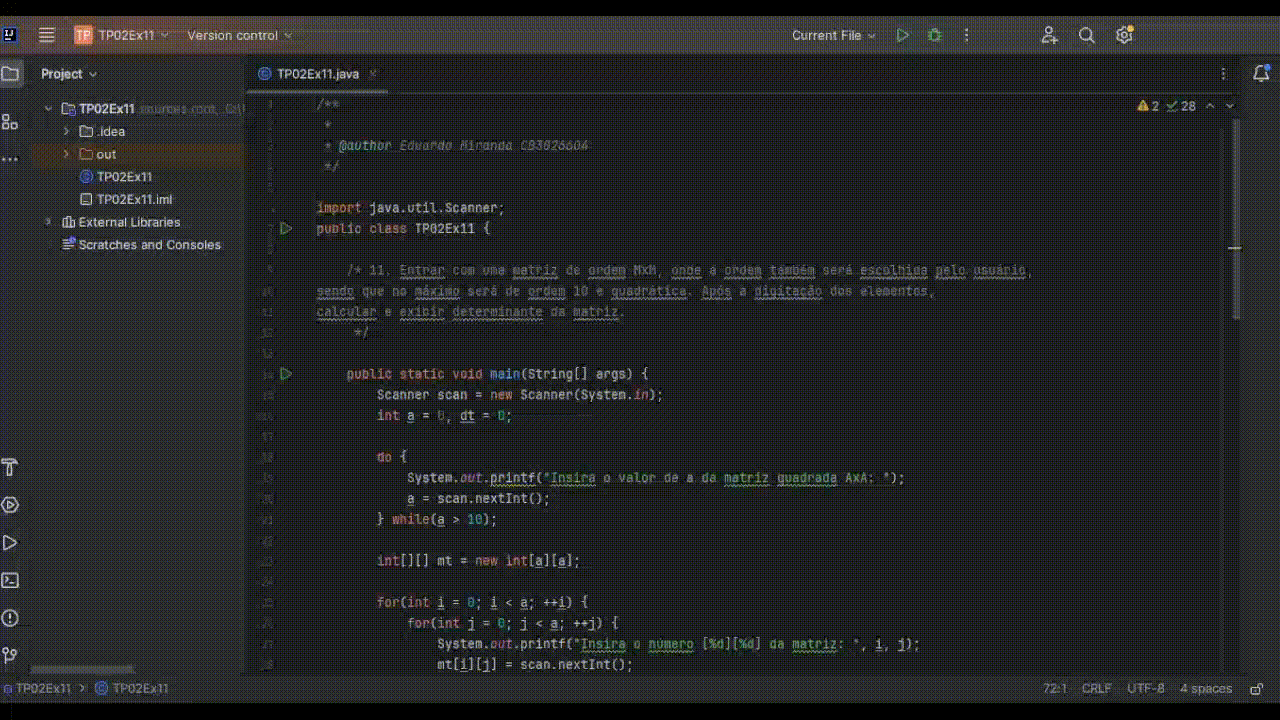 TP TP02Ex11 Version control Current File
Project
TP02Ex11.java
TP02Ex11 sources root,
.idea
out
TP02Ex11
TP02Ex11.iml
External Libraries
Scratches and Consoles
2 28
/**
*
* @author Eduardo Miranda
*/
import java.util.Scanner;
public class TP02Ex11 {
/* 11. Entrar com uma matriz de ordem MxM, onde a ordem também será escolhida pelo usuário,
sendo que no máximo será de ordem 10 e quadrática. Após a digitação dos elementos,
calcular e exibir determinante da matriz.
*/
public static void main(String[] args) {
Scanner scan = new Scanner(System.in);
int a = 0, dt = 0;
do {
System.out.printf("Insira o valor de a da matriz quadrada AxA: ");
a = scan.nextInt();
} while(a > 10);
int[][] mt = new int[a][a];
for(int i = 0; i < a; ++i) {
for(int j = 0; j < a; ++j) {
System.out.printf("Insira o número [%d][%d] da matriz: ", i, j);
mt[i][j] = scan.nextInt();
TP02Ex11 > TP02Ex11 72:1 CRLF UTF-8 4 spaces